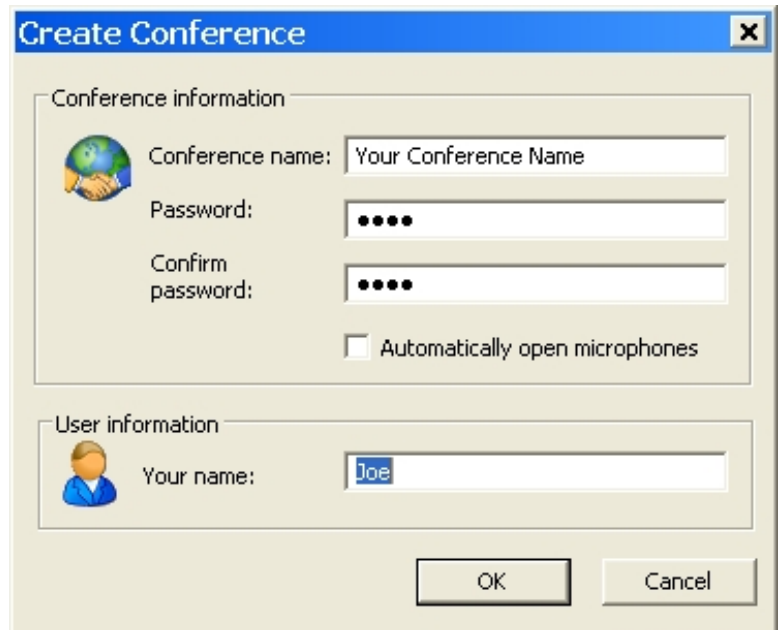 Create Conference
Conference information
Conference name: Your Conference Name
Password: ●●●●
Confirm
password: ●●●●
Automatically open microphones
User information
Your name: Joe
OK Cancel